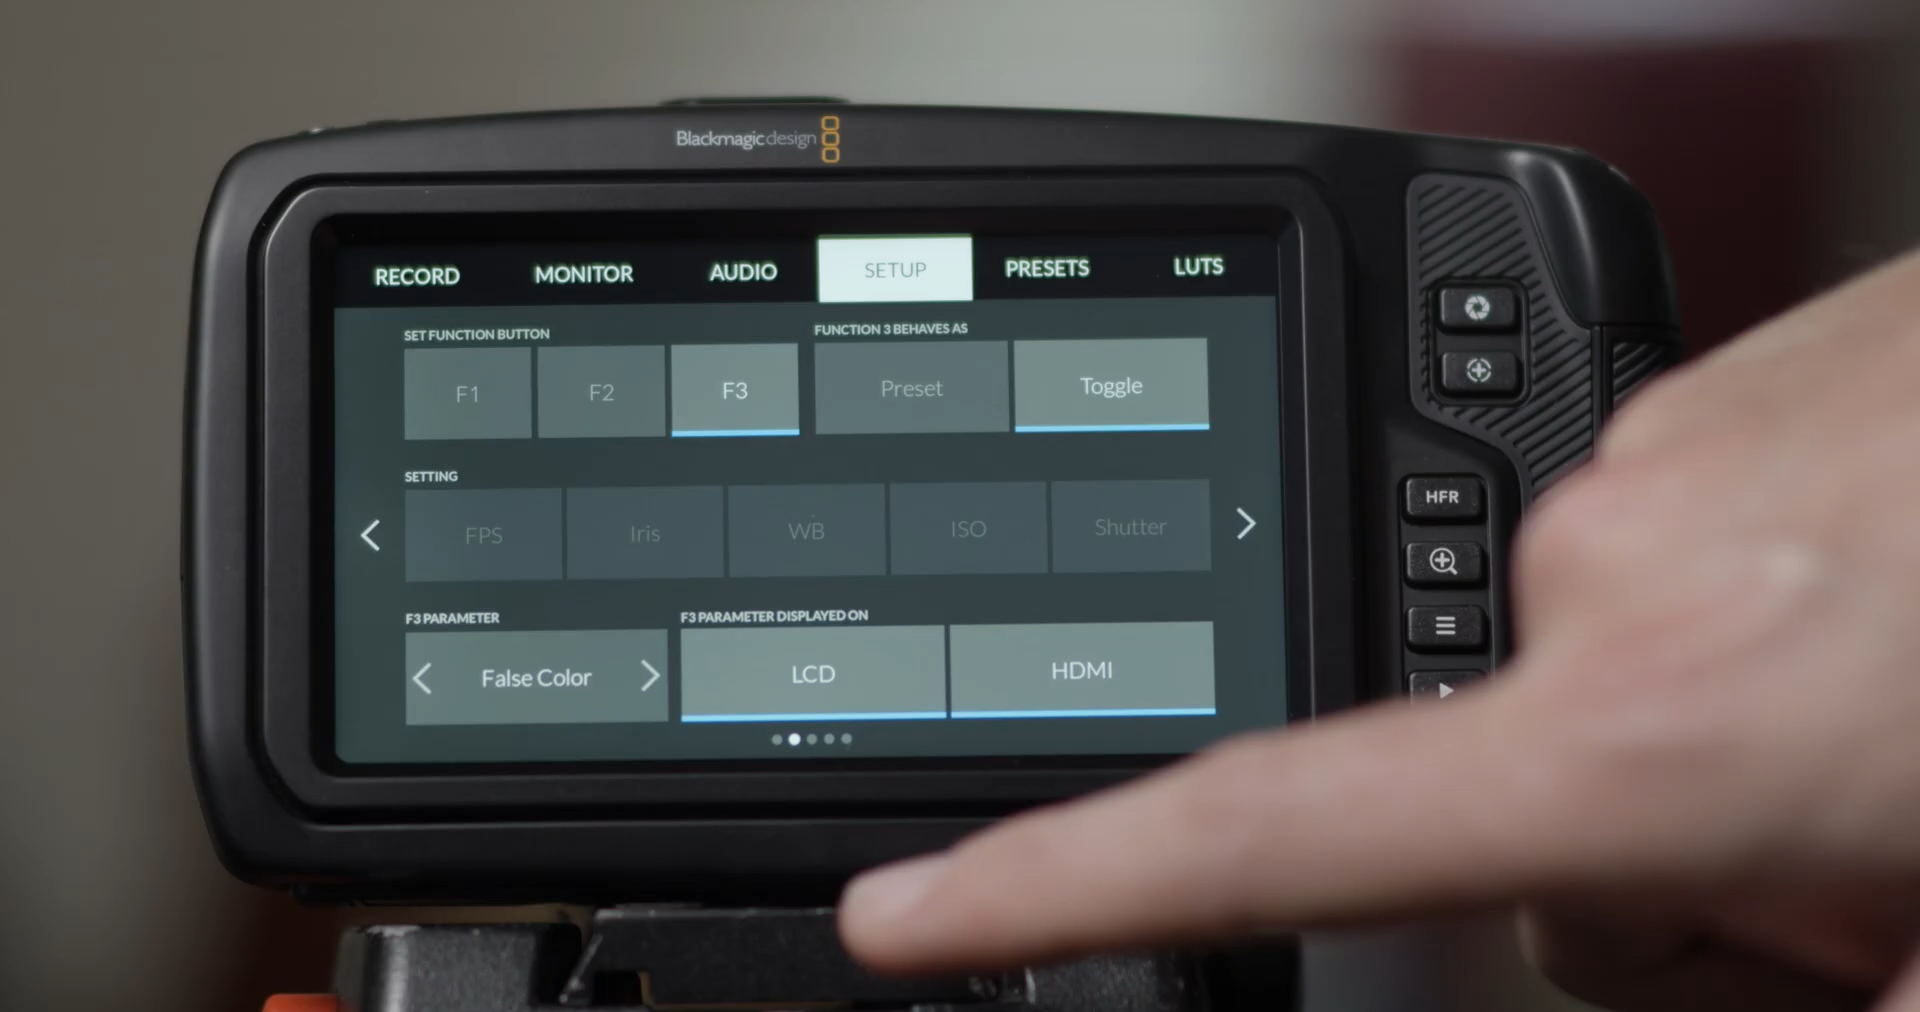 Blackmagicdesign
RECORD MONITOR AUDIO SETUP PRESETS LUTS
SET FUNCTION BUTTON FUNCTION 3 BEHAVES AS
F1 F2 F3 Preset Toggle
SETTING
FPS Iris WB ISO Shutter
F3 PARAMETER F3 PARAMETER DISPLAYED ON
False Color LCD HDMI
HFR